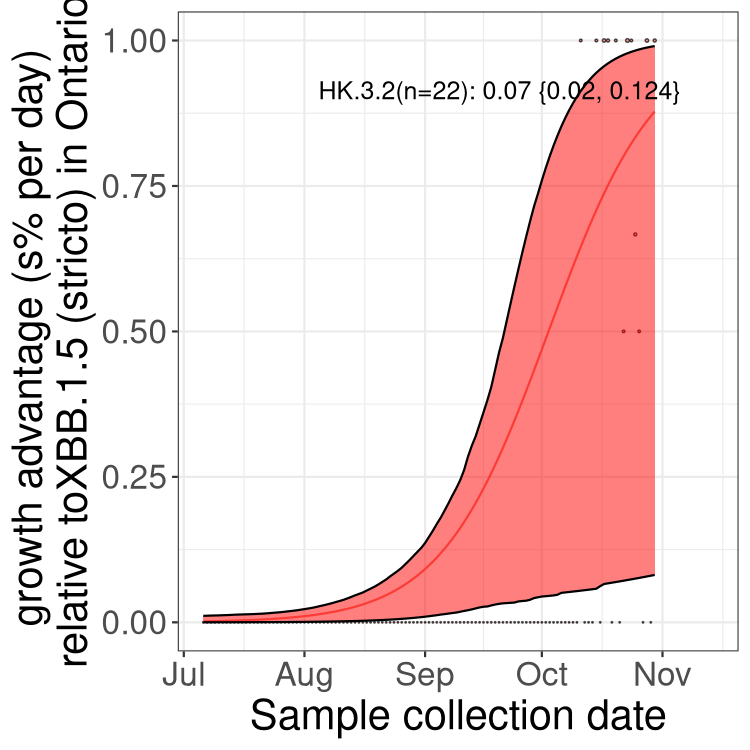 growth advantage (s% per day)
relative toXBB.1.5 (stricto) in Ontario
1.00
0.75
0.50
0.25
0.00
HK.3.2(n=22): 0.07 {0.02, 0.124}
Jul Aug Sep Oct Nov
Sample collection date